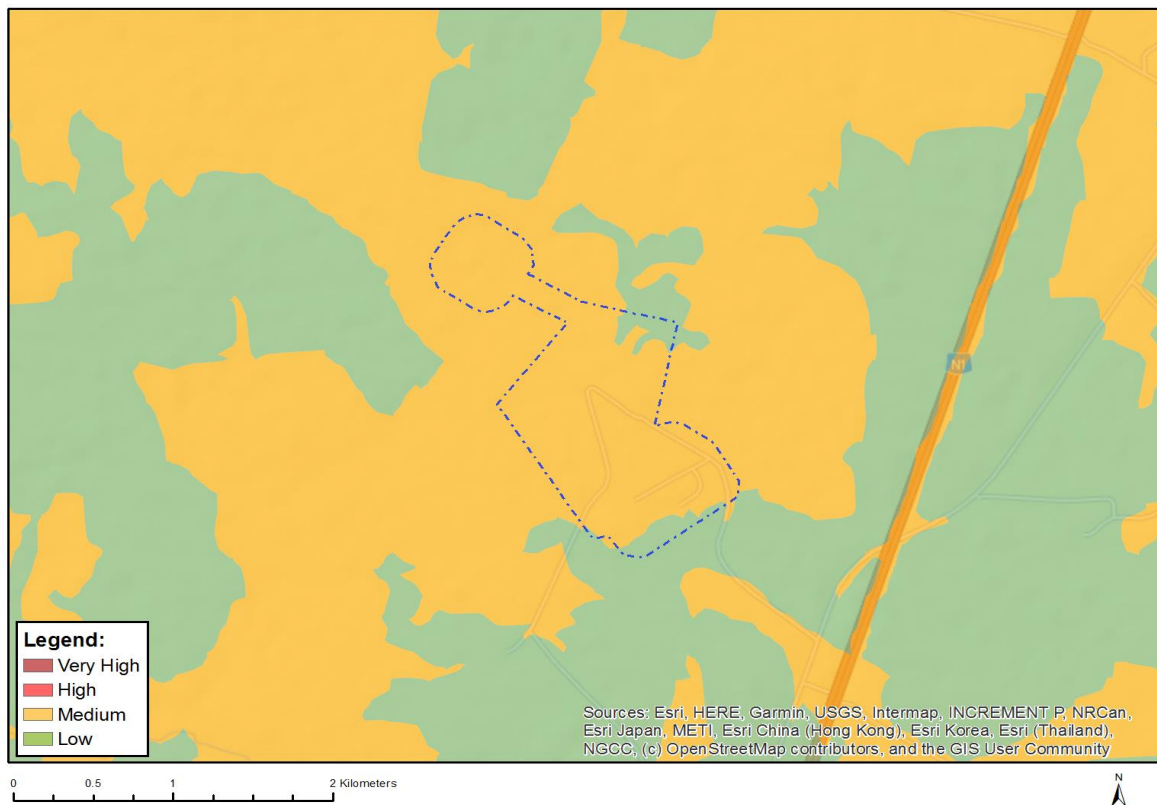 N1
Legend:
Very High
High
Medium
Low
Sources: Esri, HERE, Garmin, USGS, Intermap, INCREMENT P, NRCan,
Esri Japan, METI, Esri China (Hong Kong), Esri Korea, Esri (Thailand),
NGCC, (c) OpenStreetMap contributors, and the GIS User Community
0 0.5 1 2 Kilometers
N